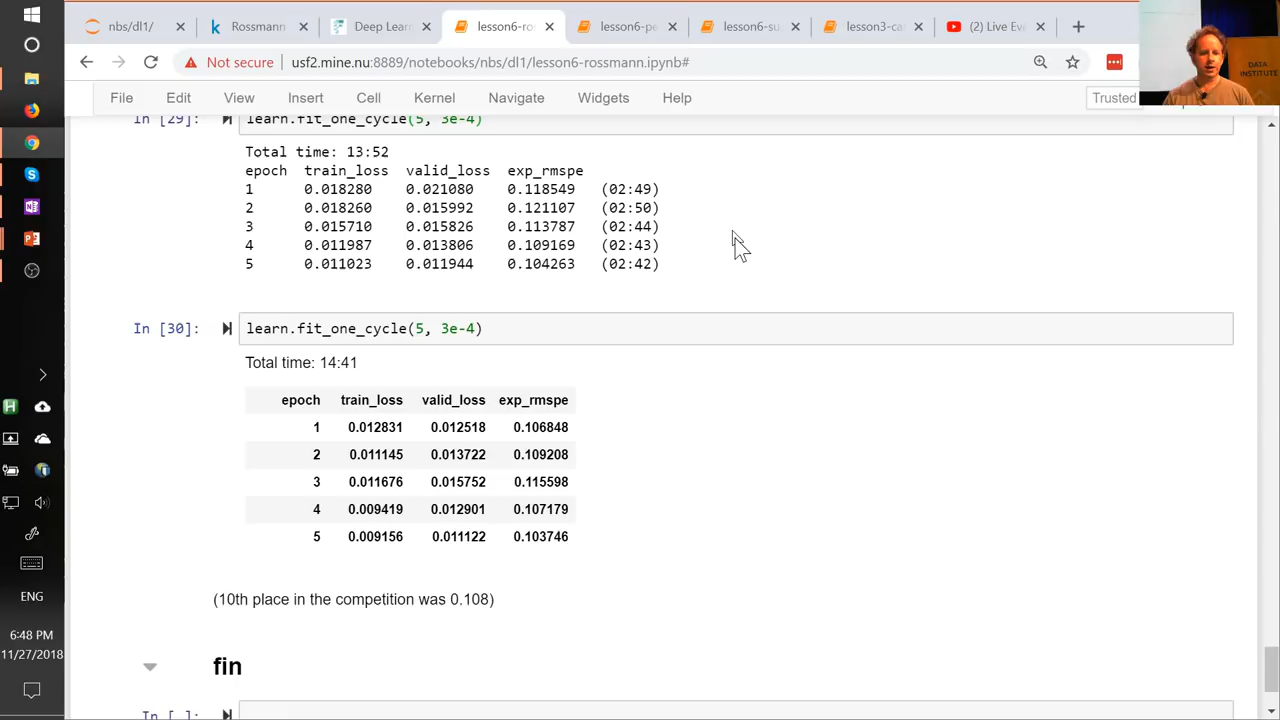 nbs/dl1/
Rossmann
Deep Learn
lesson6-ros
lesson6-pe
lesson6-su
lesson3-ca
(2) Live Eve
Not secure
usf2.mine.nu:8889/notebooks/nbs/dl1/lesson6-rossmann.ipynb#
DATA
INSTITUTE
File Edit View Insert Cell Kernel Navigate Widgets Help
Trusted
In [29]: learn.fit_one_cycle(5, 3e-4)
Total time: 13:52
epoch train_loss valid_loss exp_rmspe
1 0.018280 0.021080 0.118549 (02:49)
2 0.018260 0.015992 0.121107 (02:50)
3 0.015710 0.015826 0.113787 (02:44)
4 0.011987 0.013806 0.109169 (02:43)
5 0.011023 0.011944 0.104263 (02:42)
In [30]: learn.fit_one_cycle(5, 3e-4)
Total time: 14:41
epoch train_loss valid_loss exp_rmspe
1 0.012831 0.012518 0.106848
2 0.011145 0.013722 0.109208
3 0.011676 0.015752 0.115598
4 0.009419 0.012901 0.107179
5 0.009156 0.011122 0.103746
(10th place in the competition was 0.108)
fin
In [ ]:
ENG
6:48 PM
11/27/2018